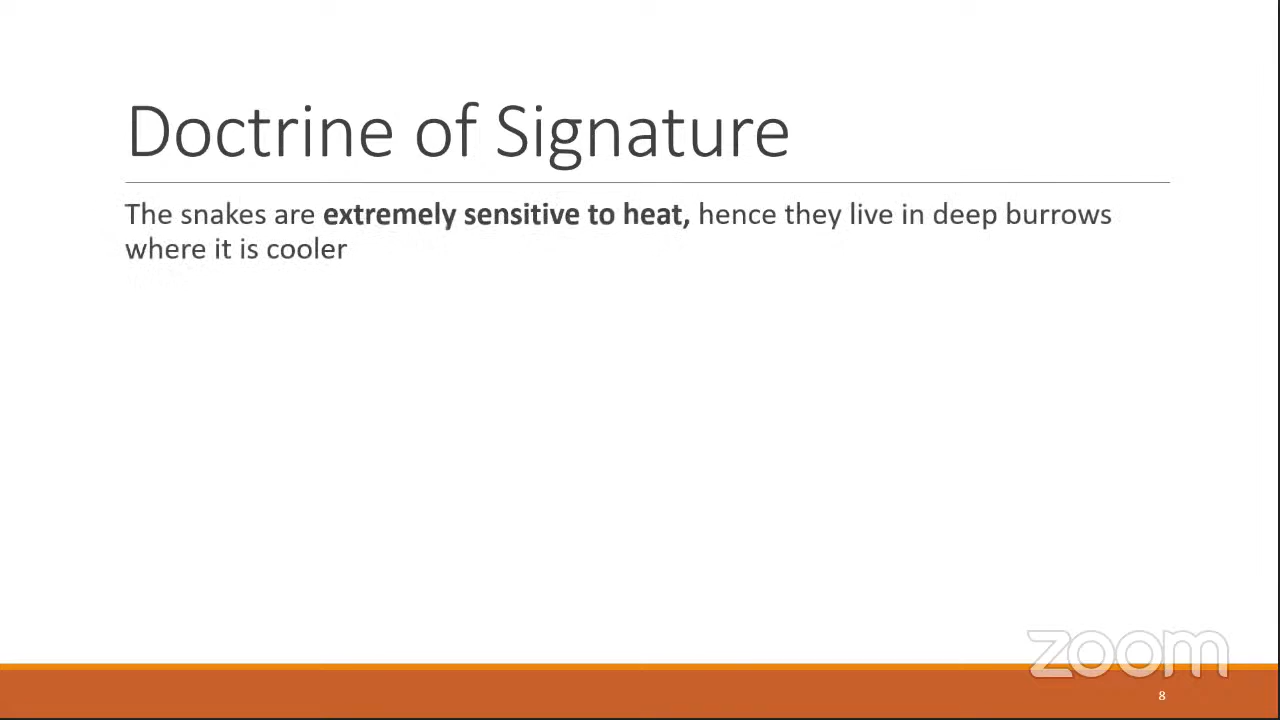 Doctrine of Signature
The snakes are extremely sensitive to heat, hence they live in deep burrows
where it is cooler
zoom
8